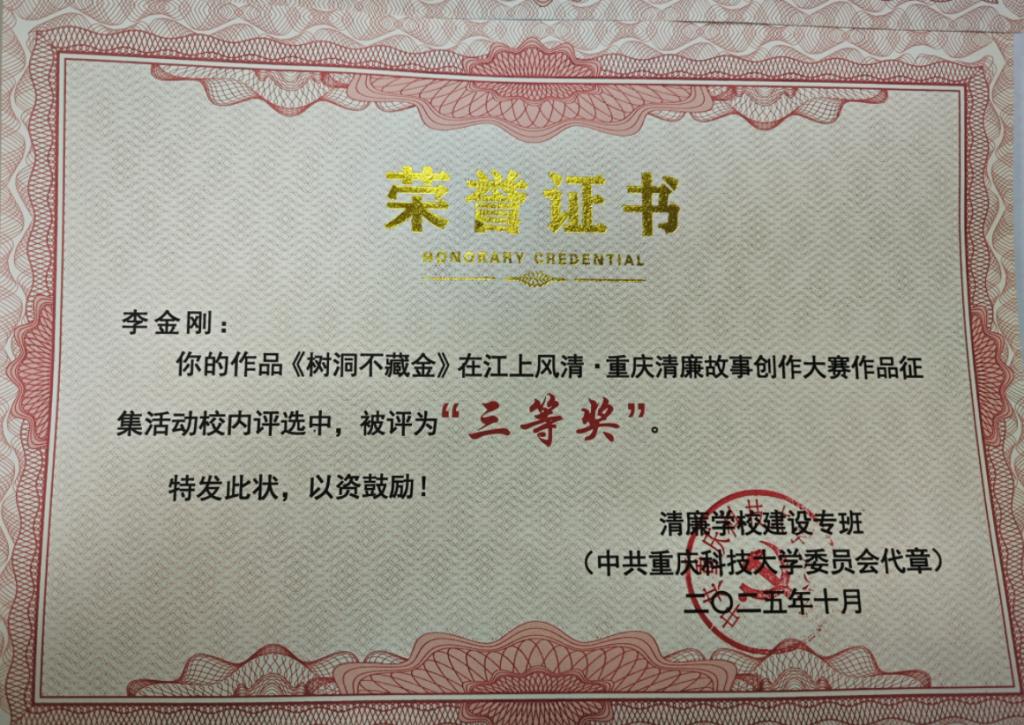 荣誉证书
HONORARY CREDENTIAL
李金刚：
你的作品《树洞不藏金》在江上风清·重庆清廉故事创作大赛作品征
集活动校内评选中，被评为“三等奖”。
特发此状，以资鼓励！
清廉学校建设专班
（中共重庆科技大学委员会代章）
二〇二五年十月